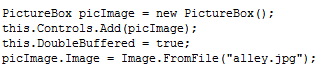 PictureBox picImage = new PictureBox();
this.Controls.Add(picImage);
this.DoubleBuffered = true;
picImage.Image = Image.FromFile("alley.jpg");